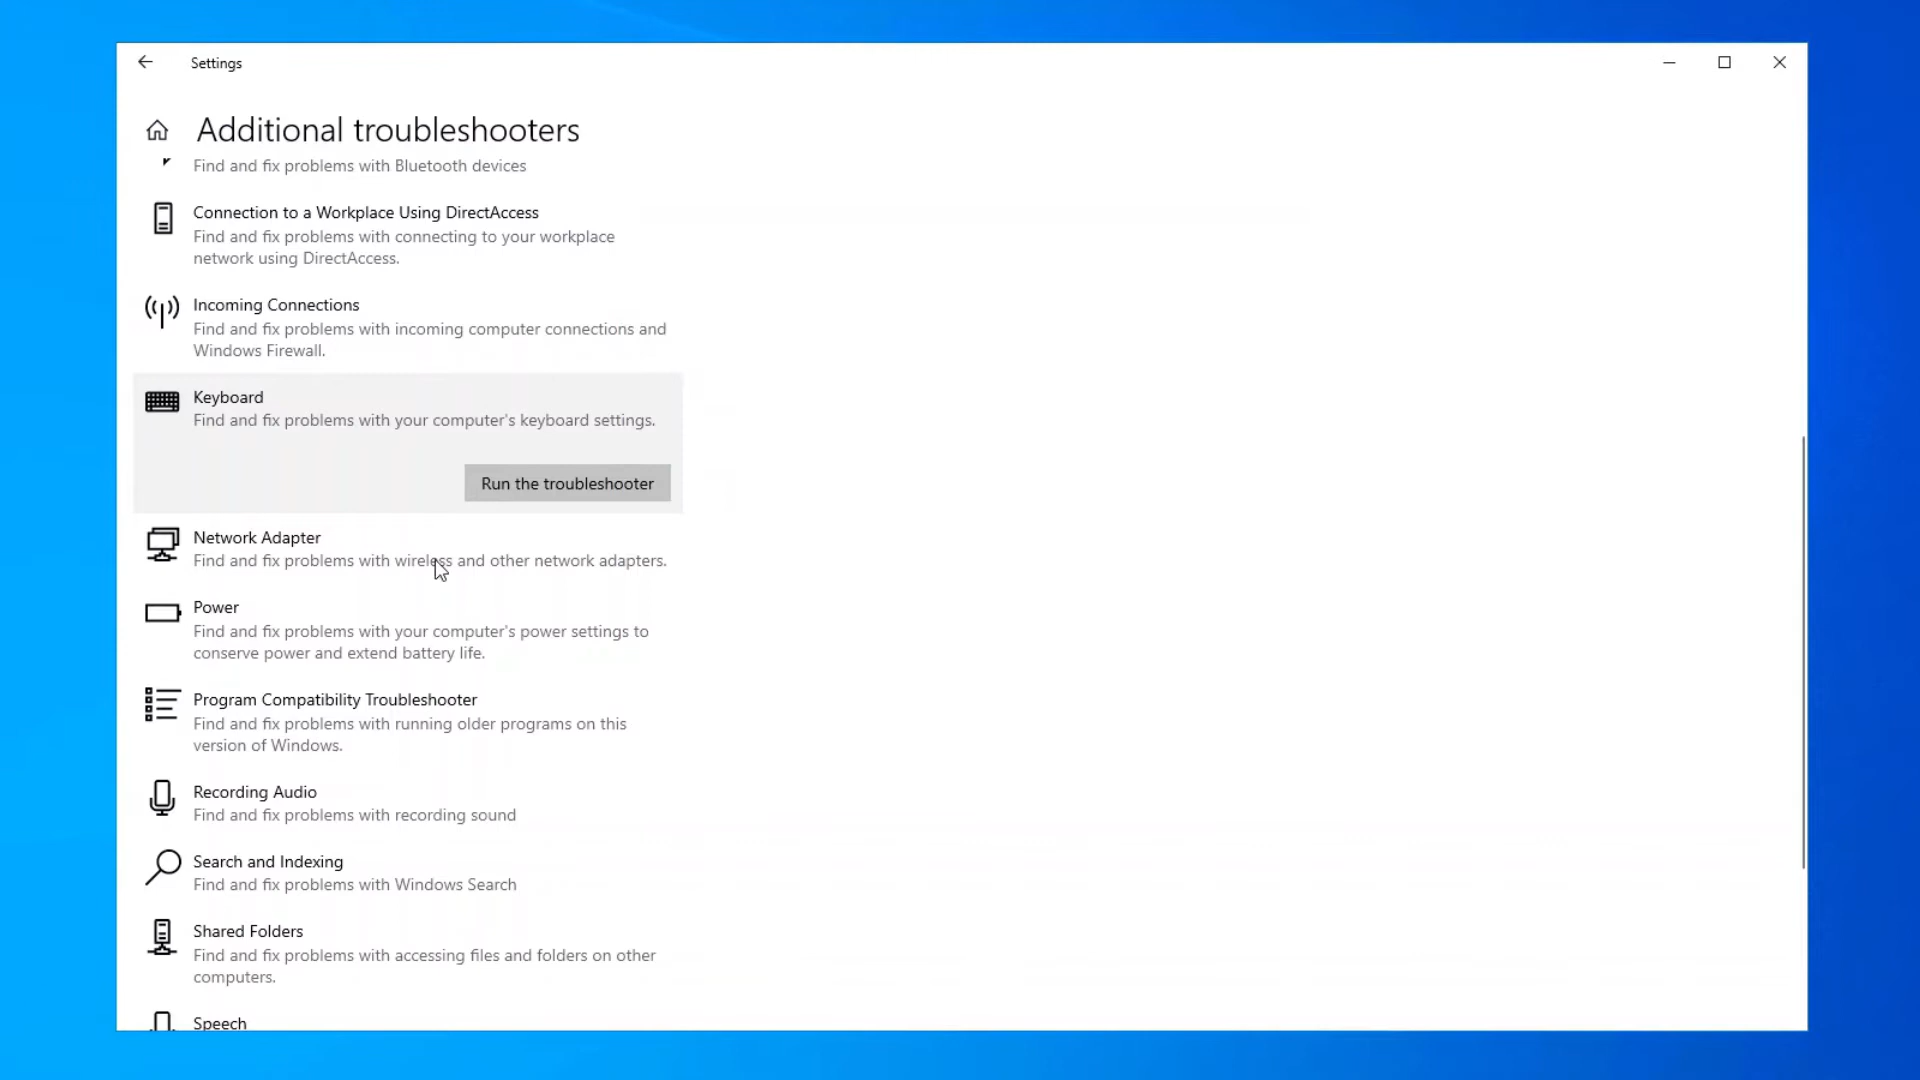 Settings
Additional troubleshooters
Find and fix problems with Bluetooth devices
Connection to a Workplace Using DirectAccess
Find and fix problems with connecting to your workplace
network using DirectAccess.
Incoming Connections
Find and fix problems with incoming computer connections and
Windows Firewall.
Keyboard
Find and fix problems with your computer's keyboard settings.
Run the troubleshooter
Network Adapter
Find and fix problems with wireless and other network adapters.
Power
Find and fix problems with your computer's power settings to
conserve power and extend battery life.
Program Compatibility Troubleshooter
Find and fix problems with running older programs on this
version of Windows.
Recording Audio
Find and fix problems with recording sound
Search and Indexing
Find and fix problems with Windows Search
Shared Folders
Find and fix problems with accessing files and folders on other
computers.
Speech